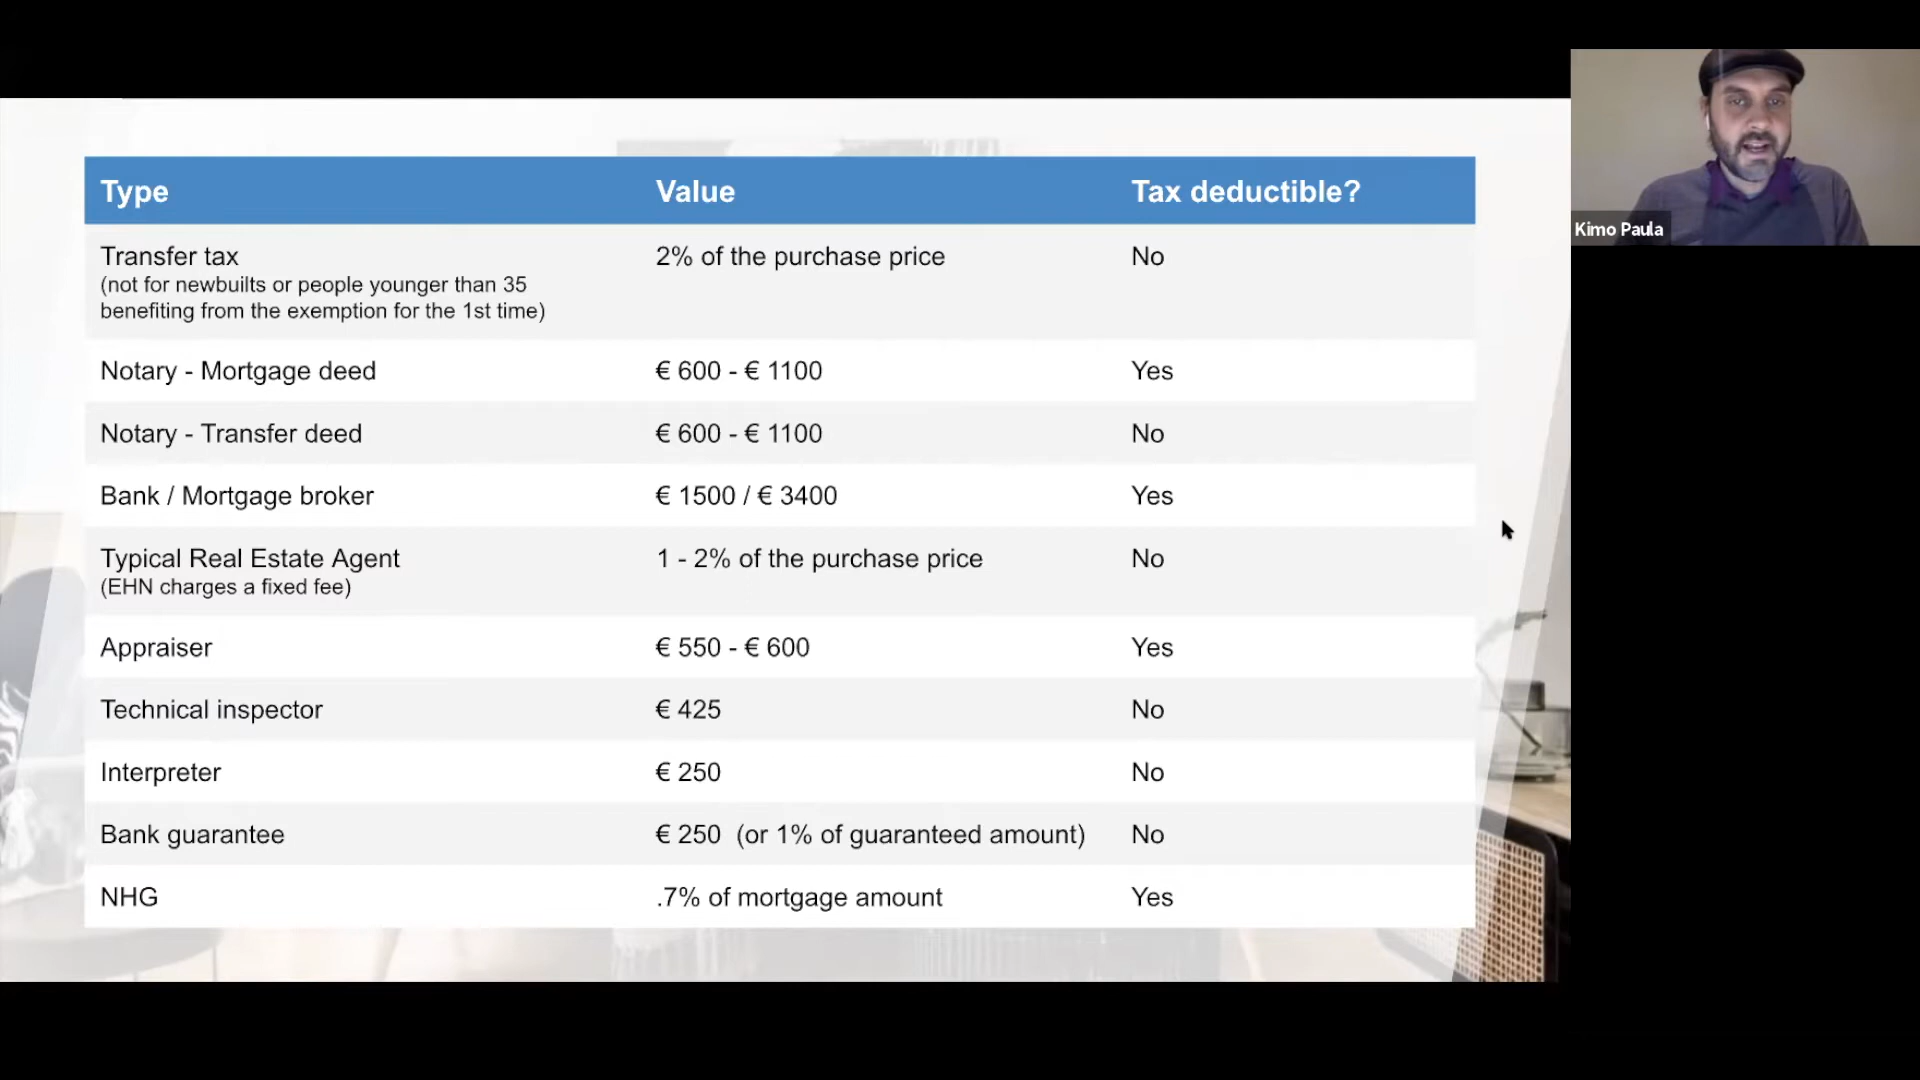 Type Value Tax deductible?
Transfer tax 2% of the purchase price No
(not for newbuilts or people younger than 35
benefiting from the exemption for the 1st time)
Notary - Mortgage deed € 600 - € 1100 Yes
Notary - Transfer deed € 600 - € 1100 No
Bank / Mortgage broker € 1500 / € 3400 Yes
Typical Real Estate Agent 1 - 2% of the purchase price No
(EHN charges a fixed fee)
Appraiser € 550 - € 600 Yes
Technical inspector € 425 No
Interpreter € 250 No
Bank guarantee € 250 (or 1% of guaranteed amount) No
NHG .7% of mortgage amount Yes
Kimo Paula